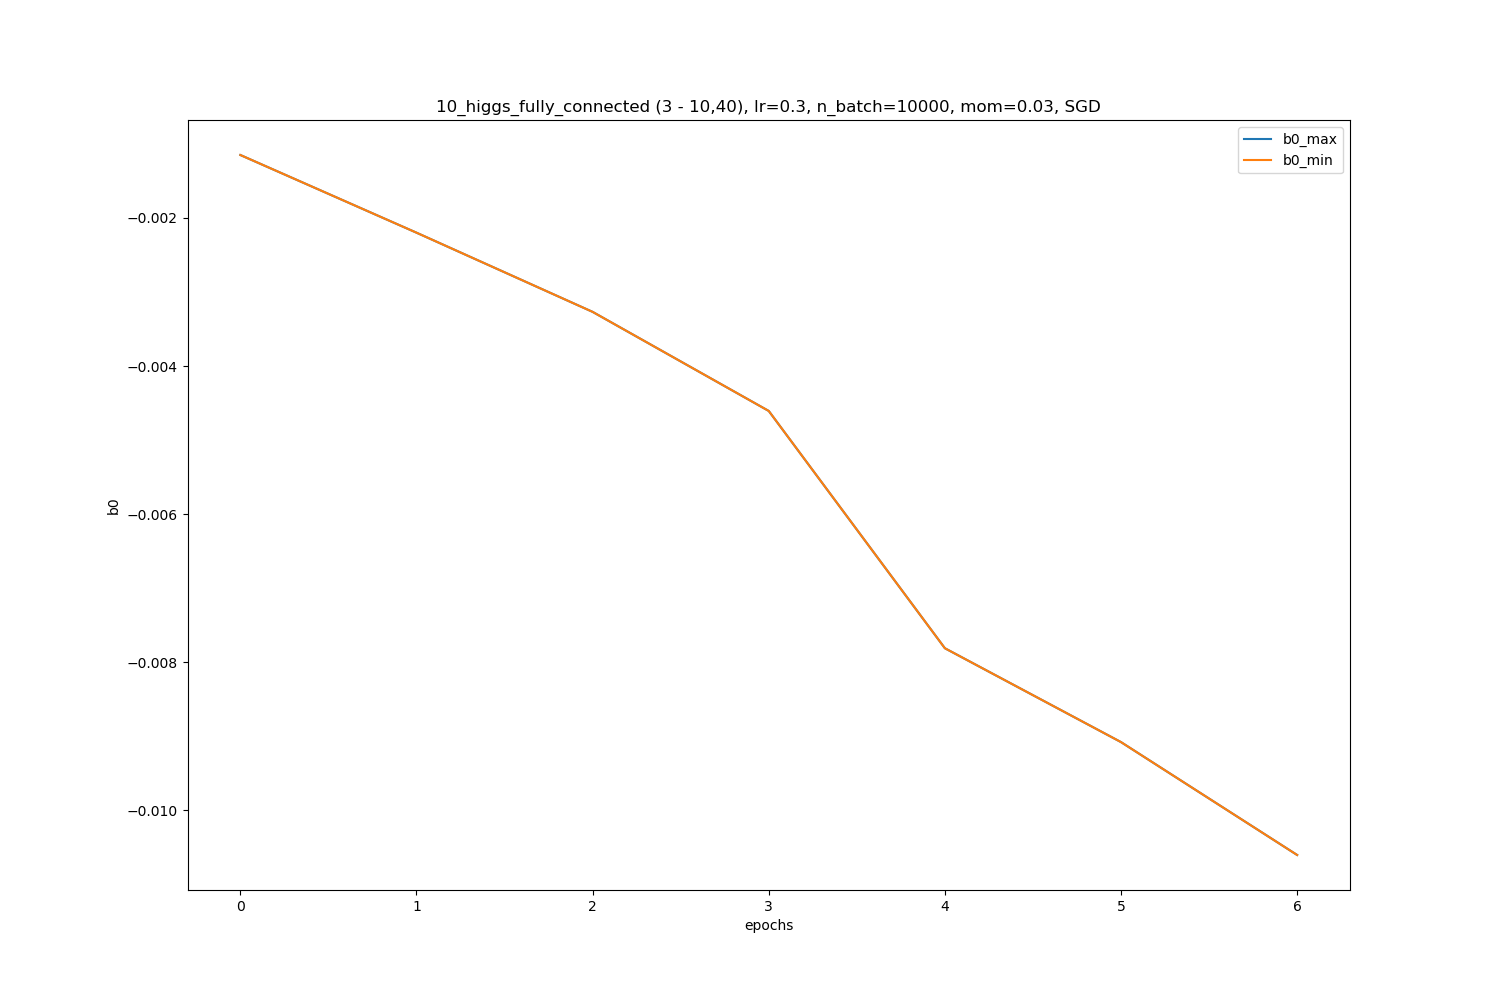 10_higgs_fully_connected (3 - 10,40), lr=0.3, n_batch=10000, mom=0.03, SGD
b0_max
b0_min
−0.002
−0.004
−0.006
−0.008
−0.010
b0
0 1 2 3 4 5 6
epochs